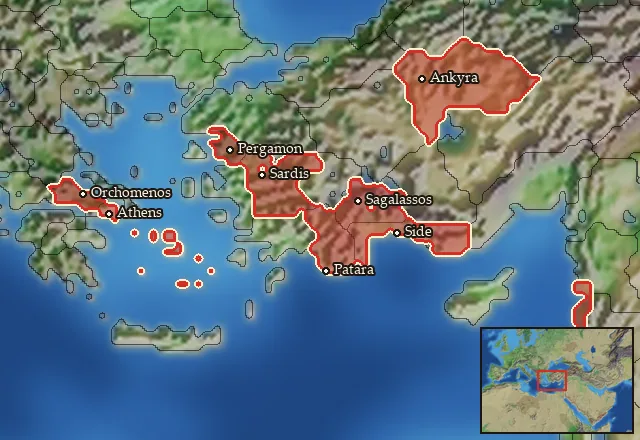 Ankyra
Pergamon
Sardis
Orchomenos
Sagalassos
Athens
Side
Patara